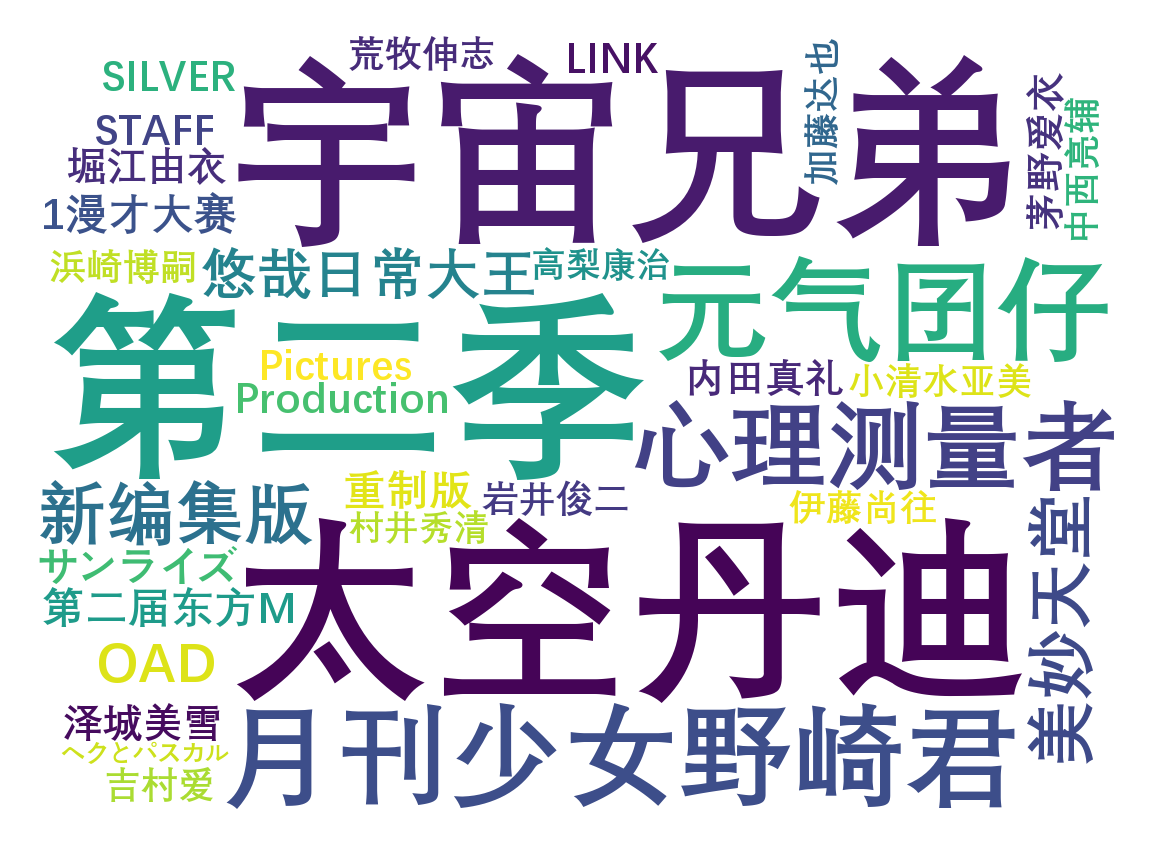 荒牧伸志
LINK
SILVER
宇宙兄弟
加藤达也
茅野爱衣
中西亮辅
STAFF
堀江由衣
1漫才大赛
浜崎博嗣
悠哉日常大王
高梨康治
元气囝仔
第二季
Pictures
Production
内田真礼
小清水亚美
心理测量者
新编集版
重制版
岩井俊二
伊藤尚往
村井秀清
美妙天堂
サンライズ
太空丹迪
第二届东方M
OAD
泽城美雪
ヘクとパスカル
吉村爱
月刊少女野崎君